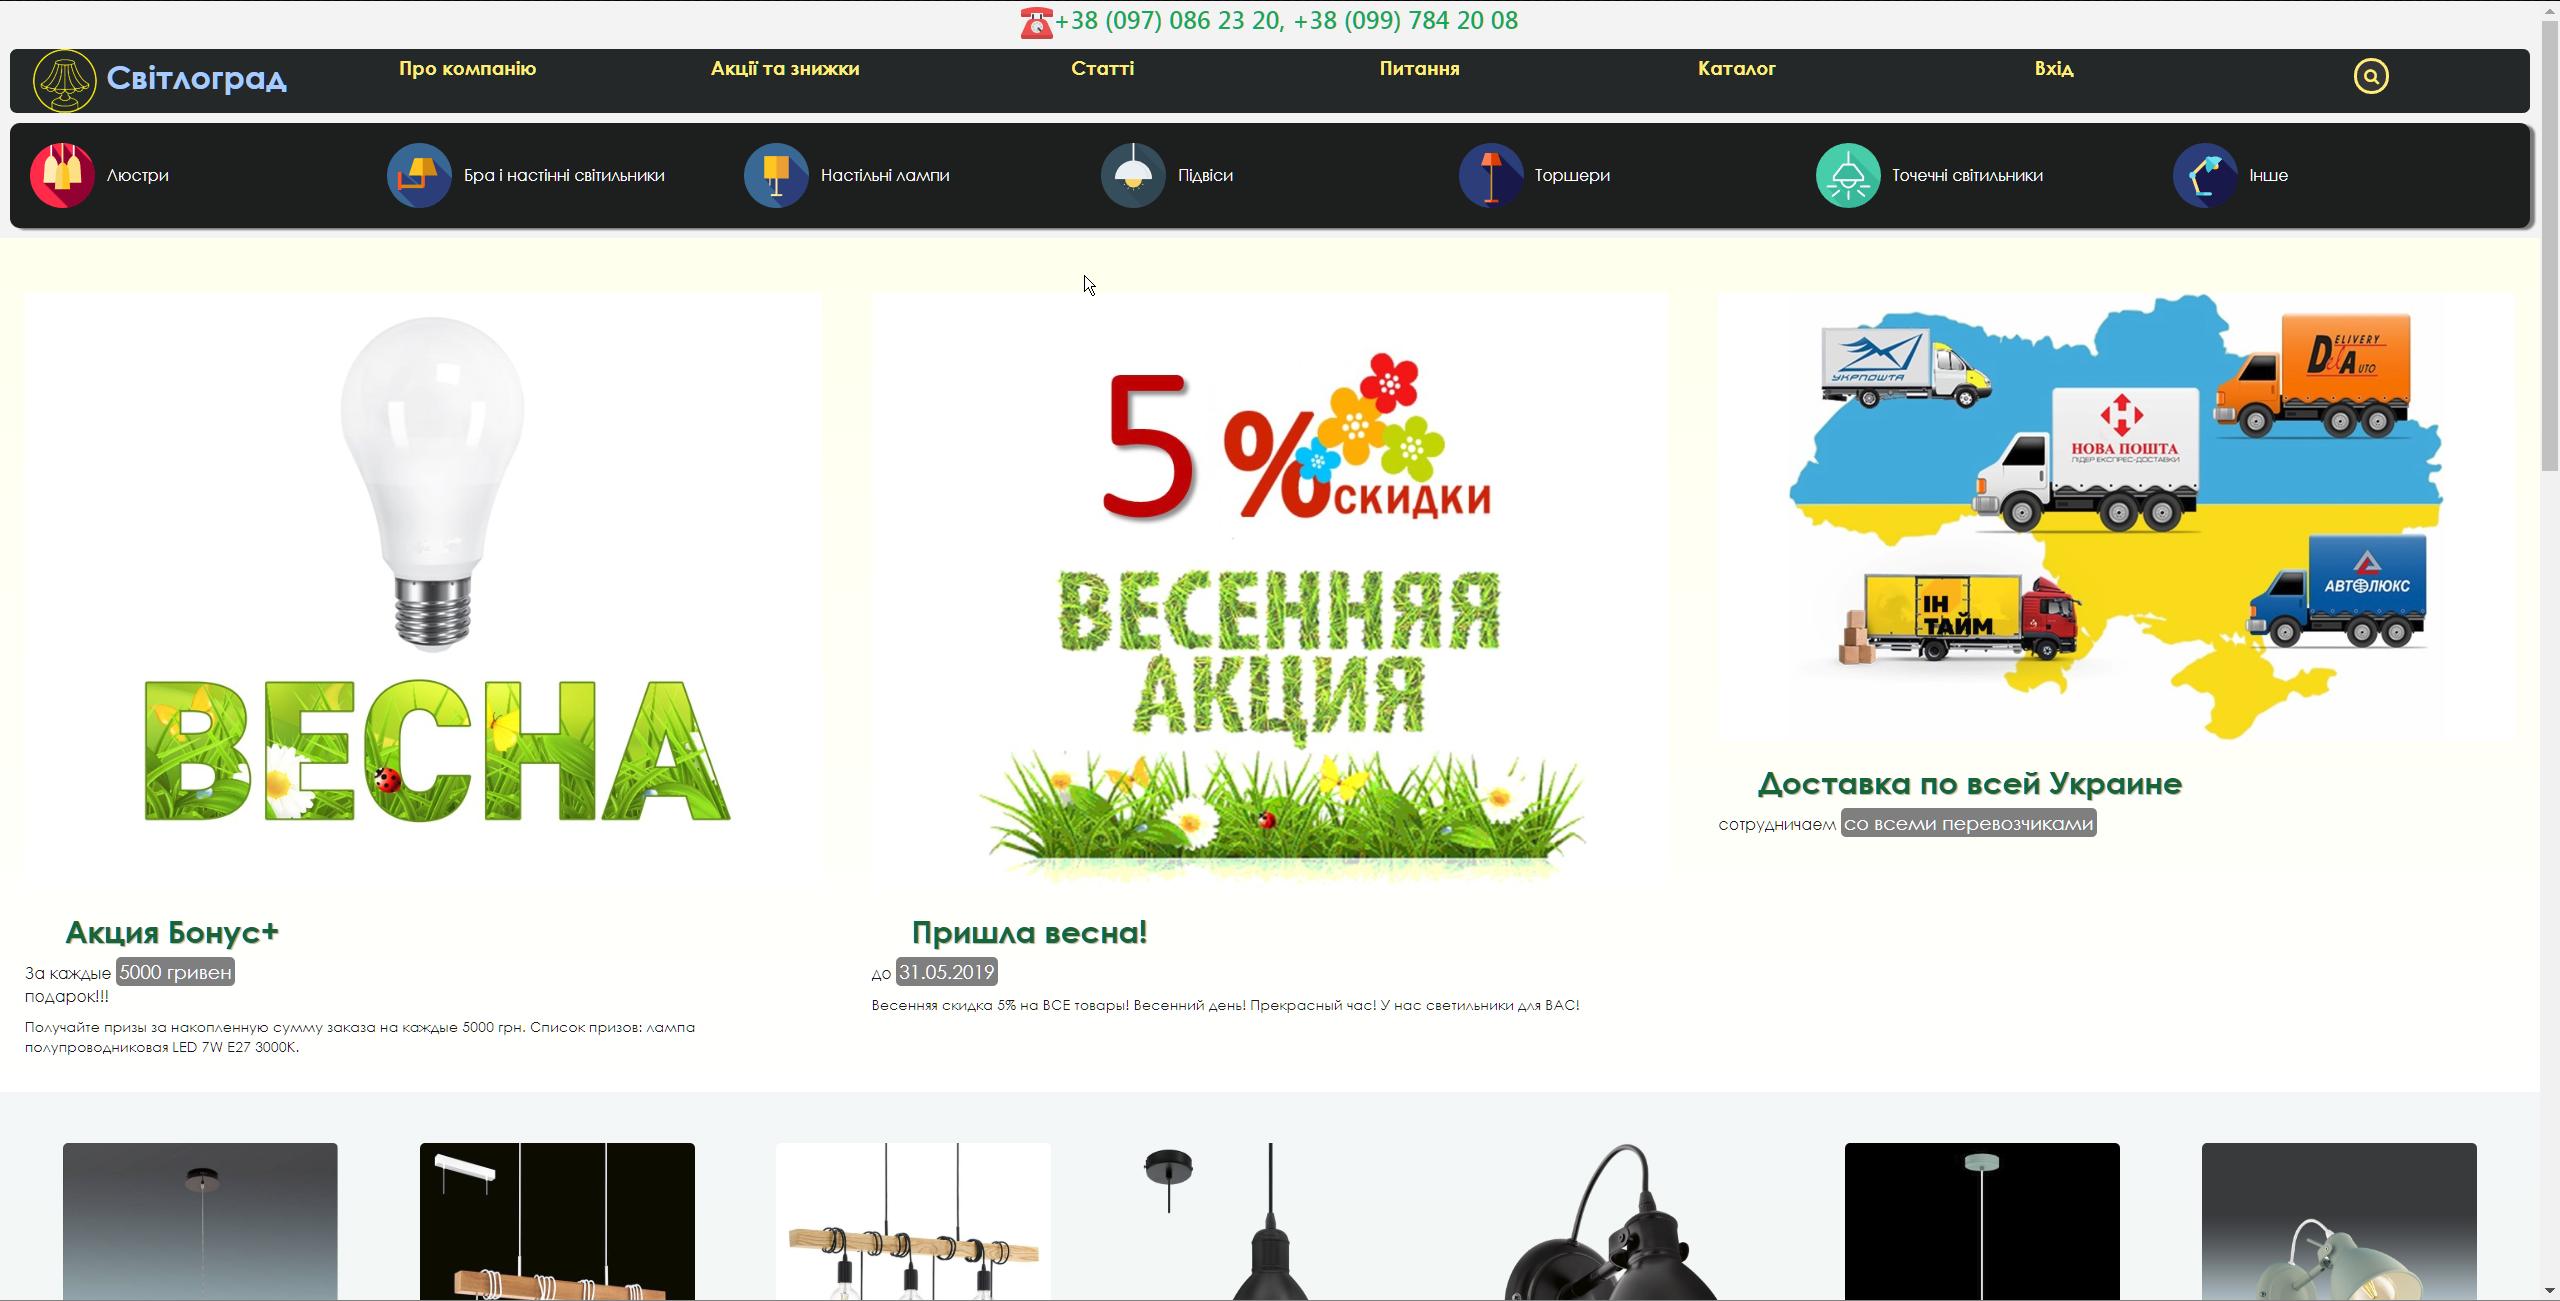 +38 (097) 086 23 20, +38 (099) 784 20 08
Світлоград
Про компанію
Акції та знижки
Статті
Питання
Каталог
Вхід
Люстри
Бра і настінні світильники
Настільні лампи
Підвіси
Торшери
Точечні світильники
Інше
ВЕСНА
Акция Бонус+
За каждые 5000 гривен
подарок!!!
Получайте призы за накопленную сумму заказа на каждые 5000 грн. Список призов: лампа
полупроводниковая LED 7W E27 3000K.
5 % скидки
ВЕСЕННЯЯ
АКЦИЯ
Пришла весна!
до 31.05.2019
Весенняя скидка 5% на ВСЕ товары! Весенний день! Прекрасный час! У нас светильники для ВАС!
УКРПОШТА
DELIVERY
AUTO
НОВА ПОШТА
ЛІДЕР ЕКСПРЕС-ДОСТАВКИ
ІН
ТАЙМ
АВТОЛЮКС
Доставка по всей Украине
сотрудничаем со всеми перевозчиками